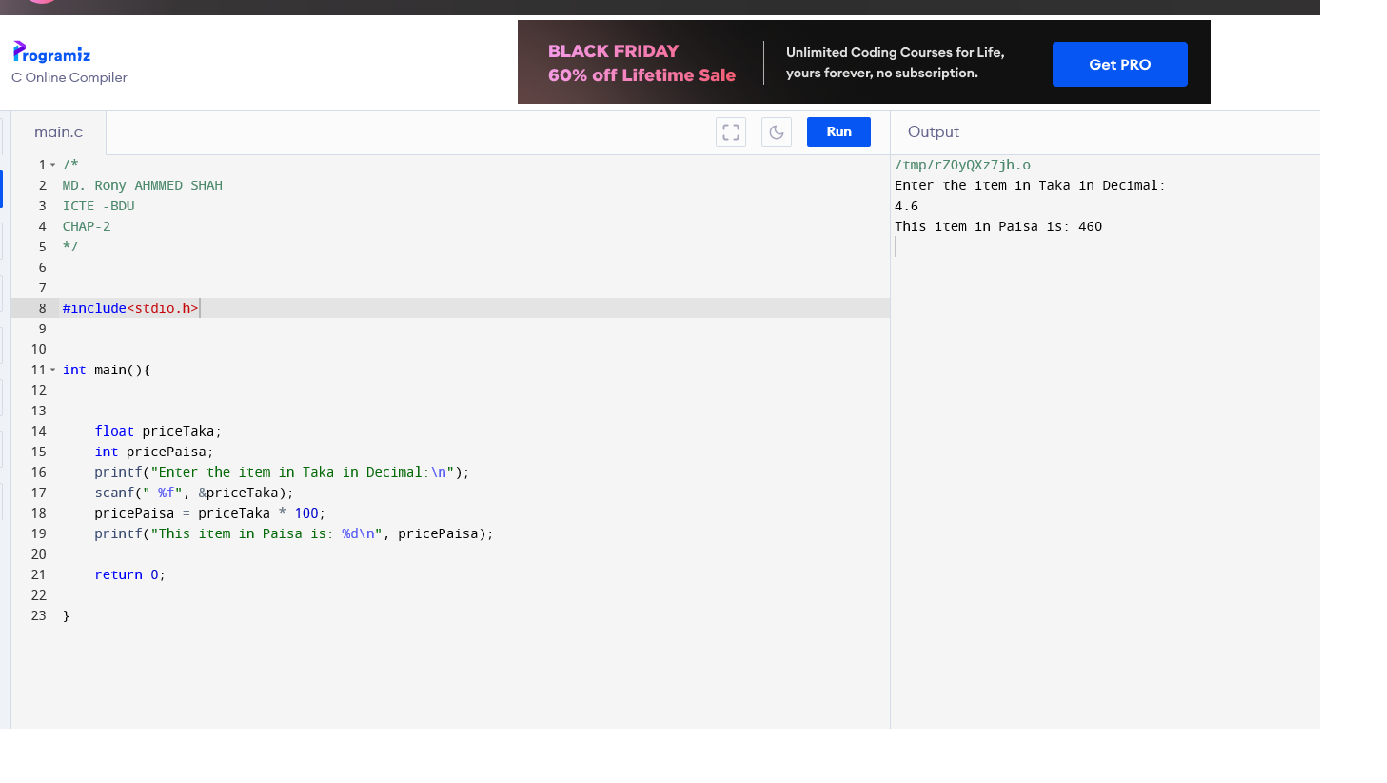 Programiz
C Online Compiler
BLACK FRIDAY
60% off Lifetime Sale
Unlimited Coding Courses for Life,
yours forever, no subscription.
Get PRO
main.c
Run
Output
1 /*
2 MD. Rony AHMMED SHAH
3 ICTE -BDU
4 CHAP-2
5 */
6
7
8 #include<stdio.h>
9
10
11 int main(){
12
13
14     float priceTaka;
15     int pricePaisa;
16     printf("Enter the item in Taka in Decimal:\n");
17     scanf(" %f", &priceTaka);
18     pricePaisa = priceTaka * 100;
19     printf("This item in Paisa is: %d\n", pricePaisa);
20
21     return 0;
22
23 }
/tmp/rZ0yQXz7jh.o
Enter the item in Taka in Decimal:
4.6
This item in Paisa is: 460